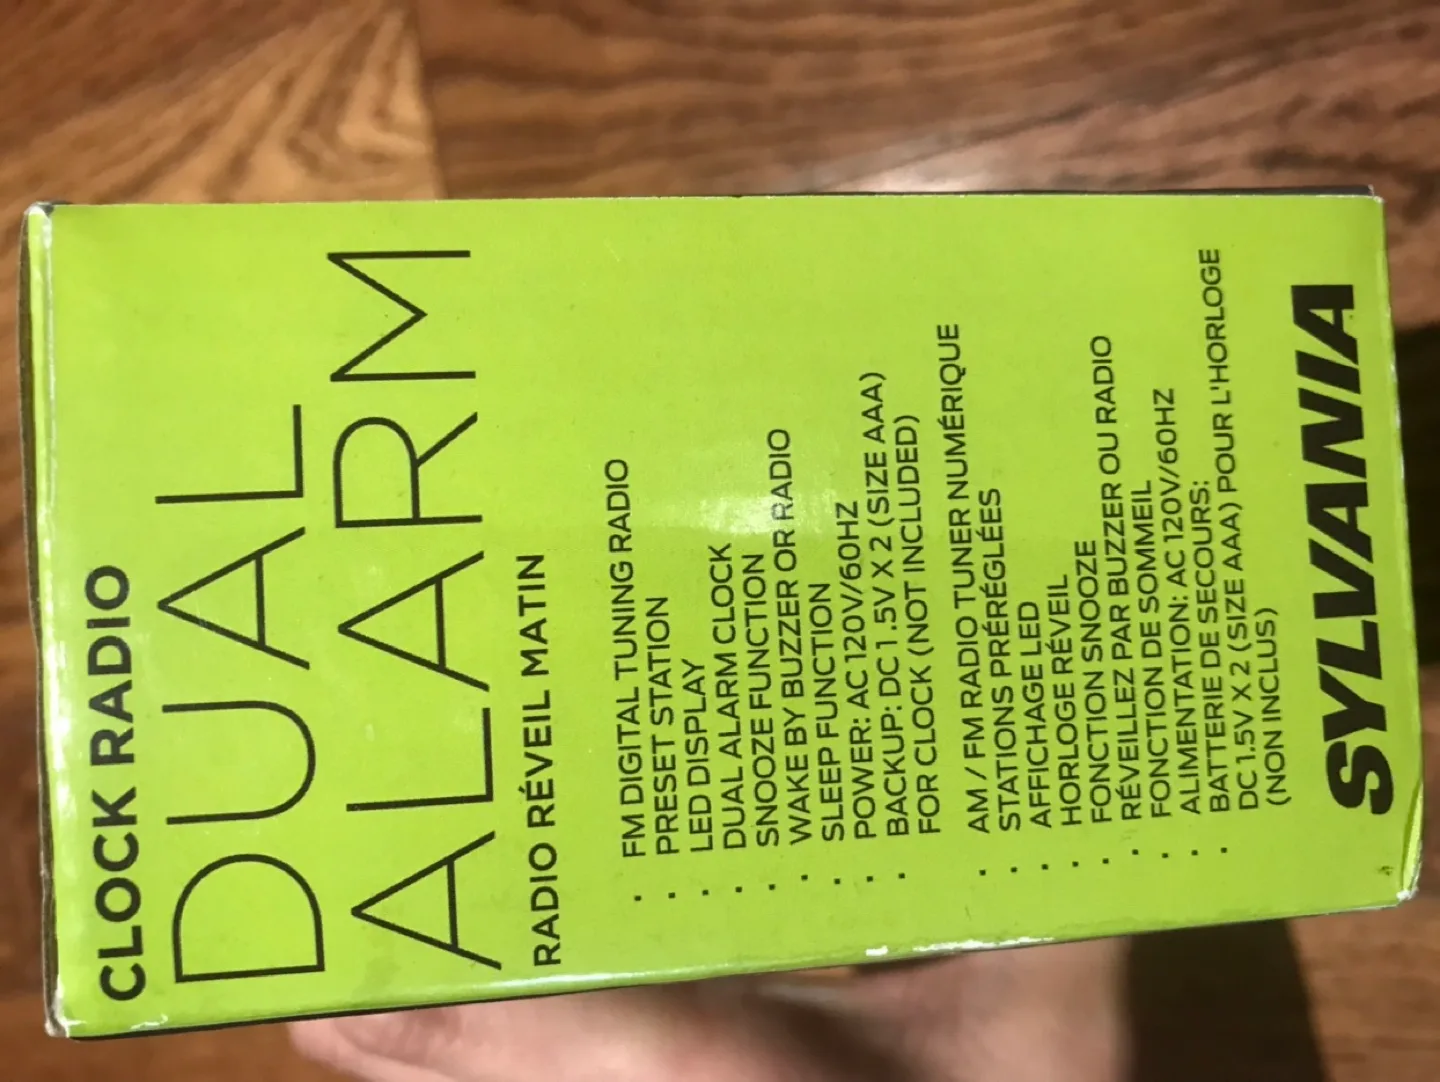 CLOCK RADIO
DUAL
ALARM
RADIO RÉVEIL MATIN
. FM DIGITAL TUNING RADIO
PRESET STATION
. LED DISPLAY
. DUAL ALARM CLOCK
. SNOOZE FUNCTION
. WAKE BY BUZZER OR RADIO
. SLEEP FUNCTION
. POWER: AC 120V/60HZ
. BACKUP: DC 1.5V X 2 (SIZE AAA)
FOR CLOCK (NOT INCLUDED)
. AM / FM RADIO TUNER NUMÉRIQUE
. STATIONS PRÉRÉGLÉES
. AFFICHAGE LED
. HORLOGE RÉVEIL
. FONCTION SNOOZE
. RÉVEILLEZ PAR BUZZER OU RADIO
. FONCTION DE SOMMEIL
. ALIMENTATION: AC 120V/60HZ
. BATTERIE DE SECOURS:
DC 1.5V X 2 (SIZE AAA) POUR L'HORLOGE
(NON INCLUS)
SYLVANIA